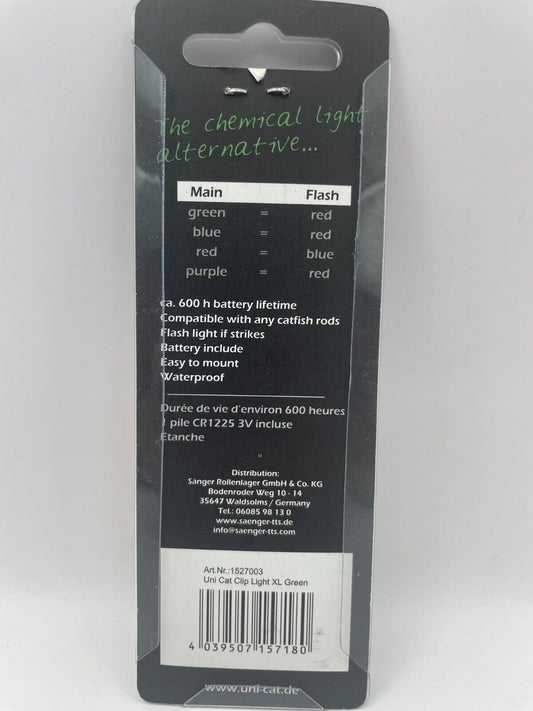 The chemical light
alternative...
Main Flash
green = red
blue = red
red = blue
purple = red
ca. 600 h battery lifetime
Compatible with any catfish rods
Flash light if strikes
Battery include
Easy to mount
Waterproof
Durée de vie d'environ 600 heures
1 pile CR1225 3V incluse
Etanche
Distribution:
Sänger Rollenlager GmbH & Co. KG
Bodenroder Weg 10 - 14
35647 Waldsolms / Germany
Tel.: 06085 98 13 0
www.saenger-tts.de
info@saenger-tts.com
Art.Nr.:1527003
Uni Cat Clip Light XL Green
4 039507 157180
www.uni-cat.de